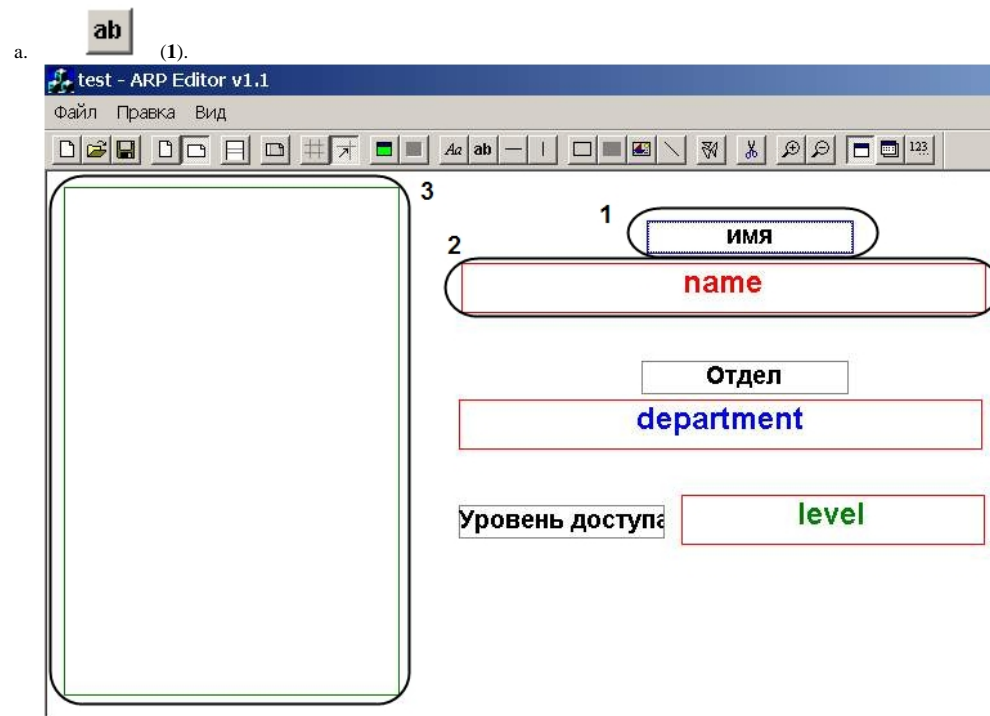 ab
a. (1).
test - ARP Editor v1.1
Файл Правка Вид
Aa ab 123
3
1
имя
2
name
Отдел
department
Уровень доступа
level